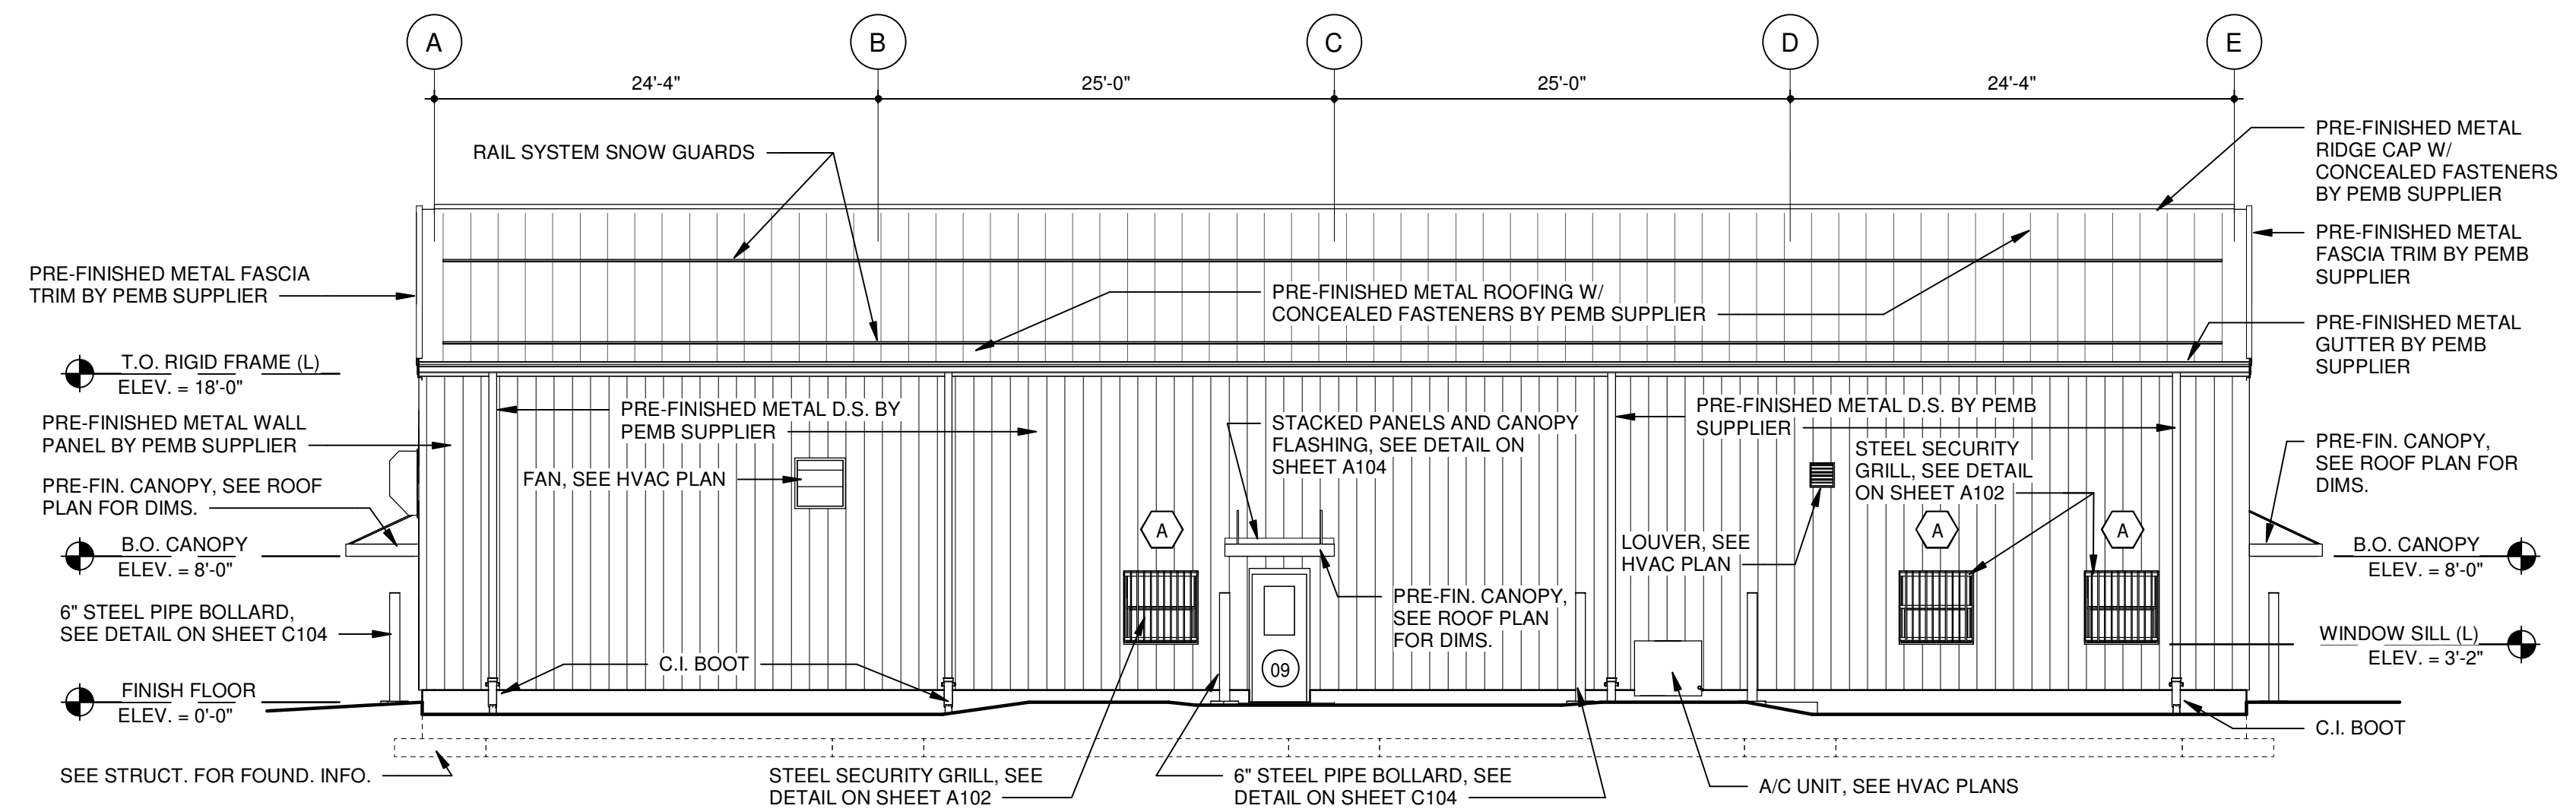 A
B
C
D
E
24'-4"
25'-0"
25'-0"
24'-4"
RAIL SYSTEM SNOW GUARDS
PRE-FINISHED METAL
RIDGE CAP W/
CONCEALED FASTENERS
BY PEMB SUPPLIER
PRE-FINISHED METAL
FASCIA TRIM BY PEMB
SUPPLIER
PRE-FINISHED METAL FASCIA
TRIM BY PEMB SUPPLIER
PRE-FINISHED METAL ROOFING W/
CONCEALED FASTENERS BY PEMB SUPPLIER
PRE-FINISHED METAL
GUTTER BY PEMB
SUPPLIER
T.O. RIGID FRAME (L)
ELEV. = 18'-0"
PRE-FINISHED METAL WALL
PANEL BY PEMB SUPPLIER
PRE-FINISHED METAL D.S. BY
PEMB SUPPLIER
STACKED PANELS AND CANOPY
FLASHING, SEE DETAIL ON
SHEET A104
PRE-FINISHED METAL D.S. BY PEMB
SUPPLIER
STEEL SECURITY
GRILL, SEE DETAIL
ON SHEET A102
PRE-FIN. CANOPY,
SEE ROOF PLAN FOR
DIMS.
FAN, SEE HVAC PLAN
PRE-FIN. CANOPY, SEE ROOF
PLAN FOR DIMS.
A
A
A
LOUVER, SEE
HVAC PLAN
B.O. CANOPY
ELEV. = 8'-0"
B.O. CANOPY
ELEV. = 8'-0"
PRE-FIN. CANOPY,
SEE ROOF PLAN
FOR DIMS.
6" STEEL PIPE BOLLARD,
SEE DETAIL ON SHEET C104
WINDOW SILL (L)
ELEV. = 3'-2"
C.I. BOOT
09
FINISH FLOOR
ELEV. = 0'-0"
C.I. BOOT
SEE STRUCT. FOR FOUND. INFO.
STEEL SECURITY GRILL, SEE
DETAIL ON SHEET A102
6" STEEL PIPE BOLLARD, SEE
DETAIL ON SHEET C104
A/C UNIT, SEE HVAC PLANS